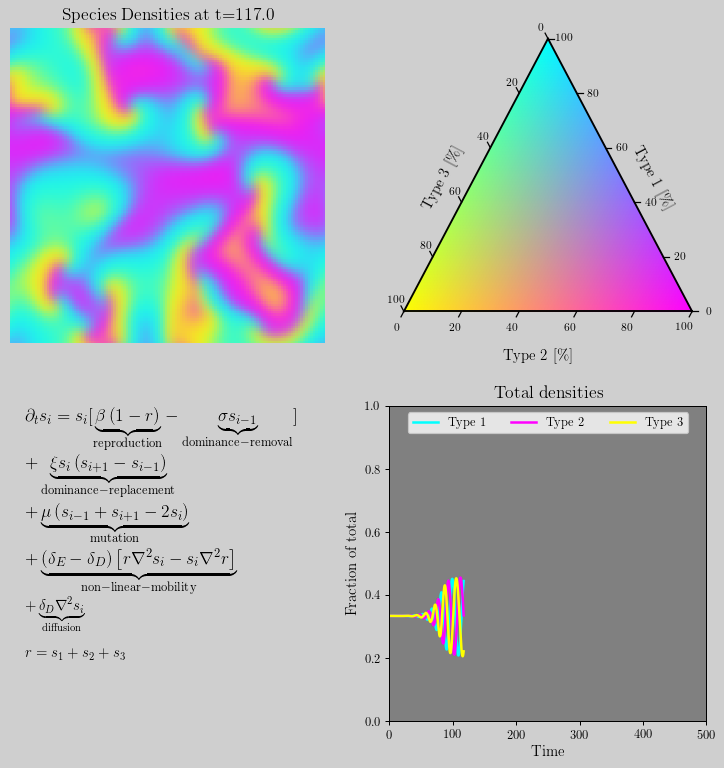 Species Densities at t=117.0
0
100
20
80
40
60
Type 3 [%]
Type 1 [%]
60
40
80
20
100
0
0
20
40
60
80
100
Type 2 [%]
∂ₜsᵢ = sᵢ[β(1 − r) − σsᵢ₋₁]
reproduction dominance−removal
+ ξsᵢ(sᵢ₊₁ − sᵢ₋₁)
dominance−replacement
+ μ(sᵢ₋₁ + sᵢ₊₁ − 2sᵢ)
mutation
+ (δ_E − δ_D)[r∇²sᵢ − sᵢ∇²r]
non−linear−mobility
+ δ_D∇²sᵢ
diffusion
r = s₁ + s₂ + s₃
Total densities
Type 1 Type 2 Type 3
1.0
0.8
0.6
0.4
0.2
0.0
Fraction of total
0 100 200 300 400 500
Time